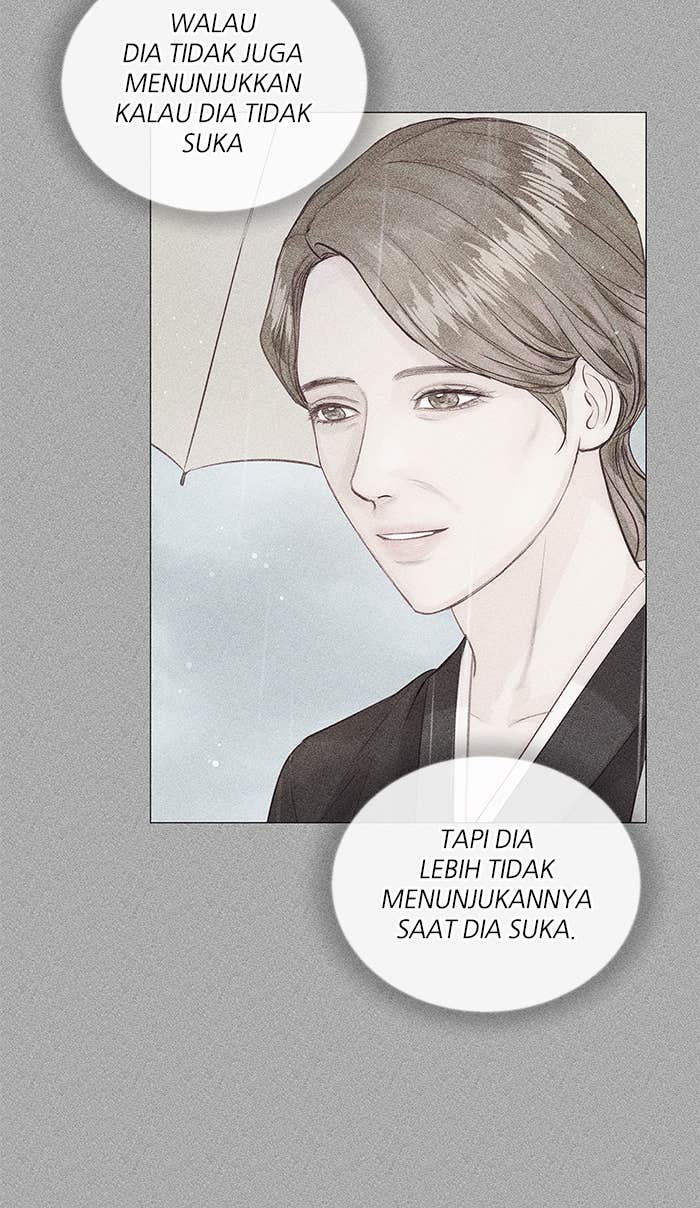 WALAU
DIA TIDAK JUGA
MENUNJUKKAN
KALAU DIA TIDAK
SUKA
TAPI DIA
LEBIH TIDAK
MENUNJUKANNYA
SAAT DIA SUKA.